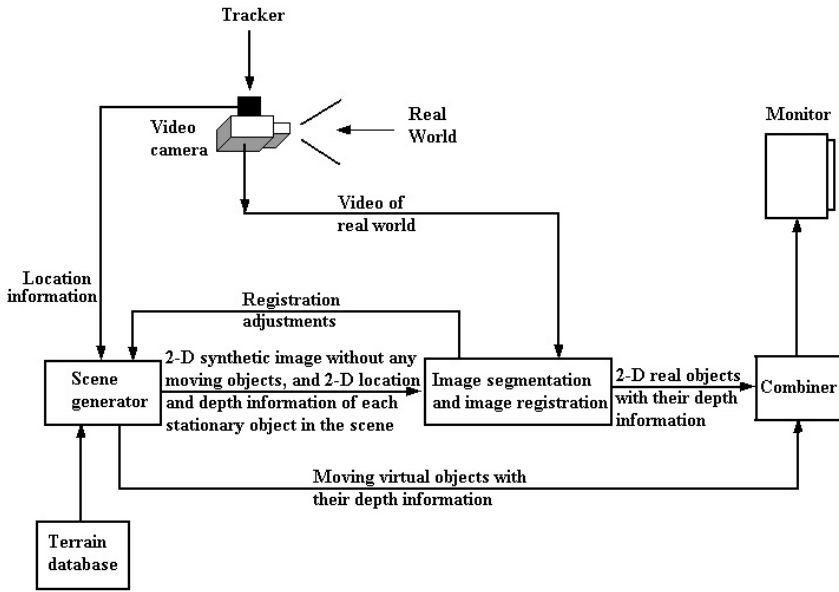 Tracker
Video
camera
Real
World
Monitor
Video of
real world
Location
information
Registration
adjustments
Scene
generator
2-D synthetic image without any
moving objects, and 2-D location
and depth information of each
stationary object in the scene
Image segmentation
and image registration
2-D real objects
with their depth
information
Combiner
Moving virtual objects with
their depth information
Terrain
database